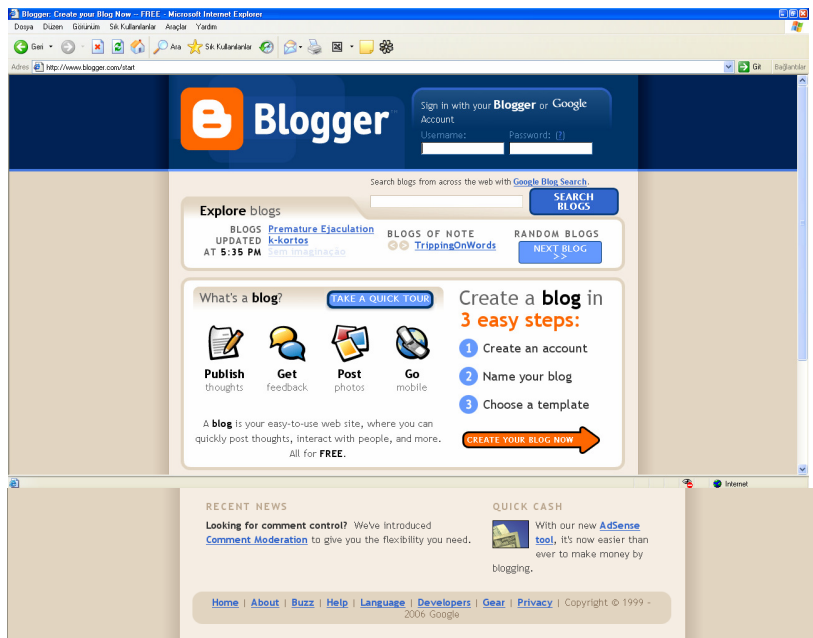 Blogger: Create your Blog Now -- FREE - Microsoft Internet Explorer
Dosya Düzen Görünüm Sık Kullanılanlar Araçlar Yardım
Geri Ara Sık Kullanılanlar
Adres http://www.blogger.com/start Git Bağlantılar
Blogger
Sign in with your Blogger or Google
Account
Username: Password: (?)
Search blogs from across the web with Google Blog Search.
SEARCH
BLOGS
Explore blogs
BLOGS
UPDATED
AT 5:35 PM
Premature Ejaculation
k-kortos
Sem imaginação
BLOGS OF NOTE
TrippingOnWords
RANDOM BLOGS
NEXT BLOG
>>
What's a blog? TAKE A QUICK TOUR
Publish
thoughts
Get
feedback
Post
photos
Go
mobile
A blog is your easy-to-use web site, where you can
quickly post thoughts, interact with people, and more.
All for FREE.
Create a blog in
3 easy steps:
1 Create an account
2 Name your blog
3 Choose a template
CREATE YOUR BLOG NOW
Internet
RECENT NEWS
Looking for comment control? We've introduced
Comment Moderation to give you the flexibility you need.
QUICK CASH
With our new AdSense
tool, it's now easier than
ever to make money by
blogging.
Home | About | Buzz | Help | Language | Developers | Gear | Privacy | Copyright © 1999 -
2006 Google